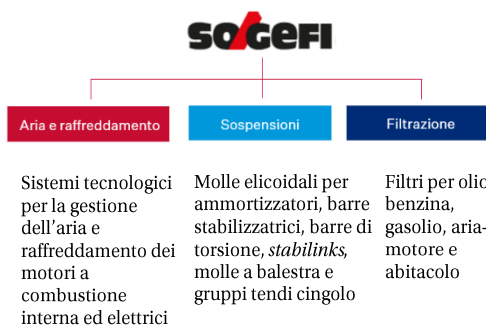 SOGEFI
Aria e raffreddamento
Sospensioni
Filtrazione
Sistemi tecnologici
per la gestione
dell'aria e
raffreddamento dei
motori a
combustione
interna ed elettrici
Molle elicoidali per
ammortizzatori, barre
stabilizzatrici, barre di
torsione, stabilinks,
molle a balestra e
gruppi tendi cingolo
Filtri per olio
benzina,
gasolio, aria-
motore e
abitacolo